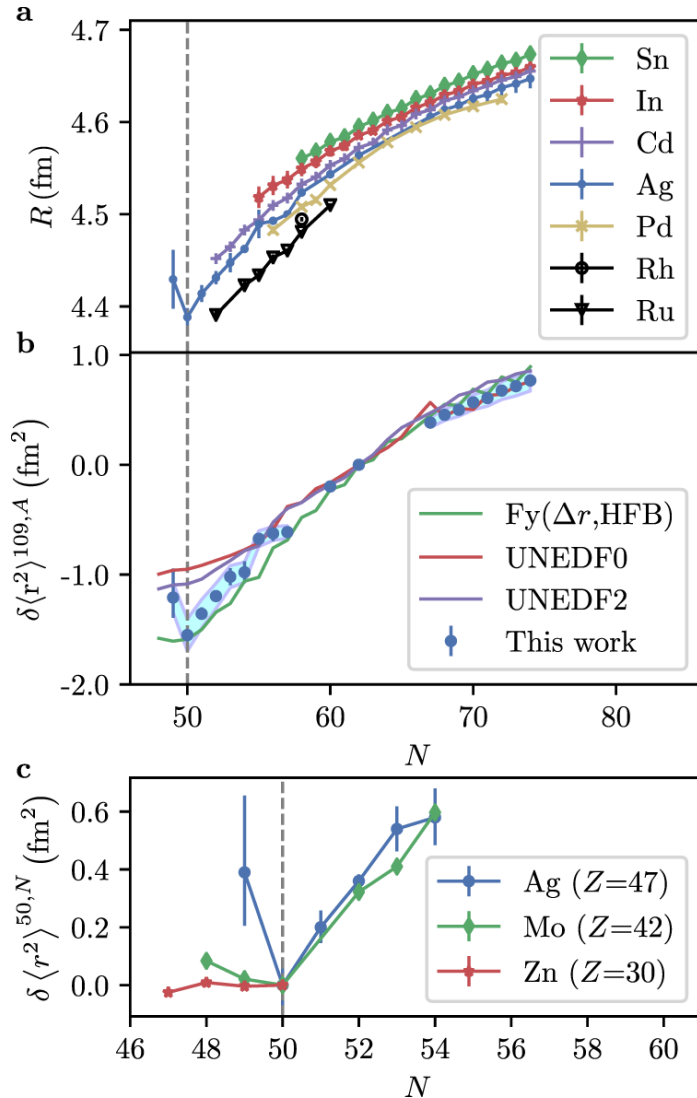 a
4.7
4.6
4.5
4.4
R (fm)
Sn
In
Cd
Ag
Pd
Rh
Ru
b
1.0
0.0
-1.0
-2.0
δ⟨r²⟩¹⁰⁹,ᴬ (fm²)
Fy(Δr,HFB)
UNEDF0
UNEDF2
This work
50 60 70 80
N
c
0.6
0.4
0.2
0.0
δ⟨r²⟩⁵⁰,ᴺ (fm²)
Ag (Z=47)
Mo (Z=42)
Zn (Z=30)
46 48 50 52 54 56 58 60
N